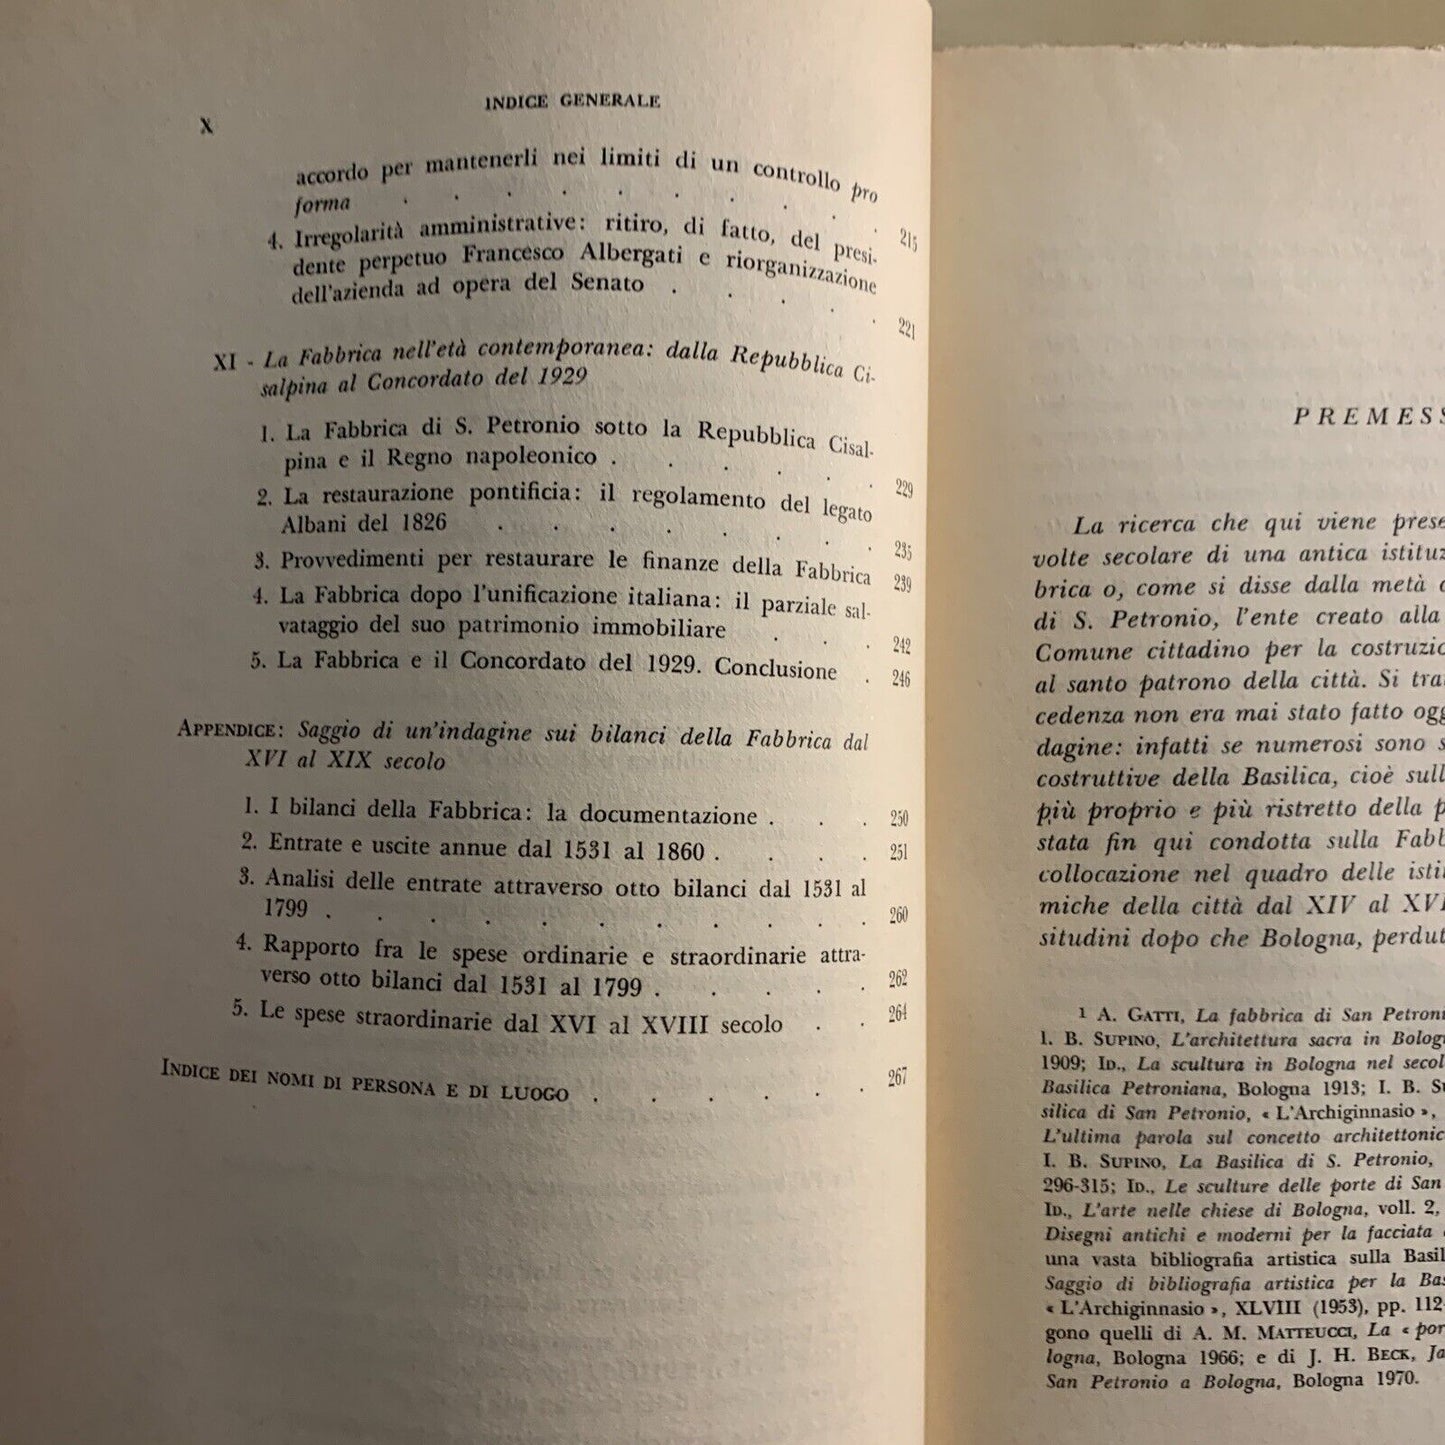 X
INDICE GENERALE
accordo per mantenerli nei limiti di un controllo pro
forma . . . . . . . . . 215
4. Irregolarità amministrative: ritiro, di fatto, del presi-
dente perpetuo Francesco Albergati e riorganizzazione
dell'azienda ad opera del Senato . . . . . 221
XI - La Fabbrica nell'età contemporanea: dalla Repubblica Ci-
salpina al Concordato del 1929
1. La Fabbrica di S. Petronio sotto la Repubblica Cisal-
pina e il Regno napoleonico . . . . . . 229
2. La restaurazione pontificia: il regolamento del legato
Albani del 1826 . . . . . . . . 235
3. Provvedimenti per restaurare le finanze della Fabbrica 239
4. La Fabbrica dopo l'unificazione italiana: il parziale sal-
vataggio del suo patrimonio immobiliare . . . 242
5. La Fabbrica e il Concordato del 1929. Conclusione . 246
APPENDICE: Saggio di un'indagine sui bilanci della Fabbrica dal
XVI al XIX secolo
1. I bilanci della Fabbrica: la documentazione . . . 250
2. Entrate e uscite annue dal 1531 al 1860 . . . . 251
3. Analisi delle entrate attraverso otto bilanci dal 1531 al
1799 . . . . . . . . . . 260
4. Rapporto fra le spese ordinarie e straordinarie attra-
verso otto bilanci dal 1531 al 1799 . . . . . 262
5. Le spese straordinarie dal XVI al XVIII secolo . . 264
INDICE DEI NOMI DI PERSONA E DI LUOGO . . . . . . 267
PREMESS
La ricerca che qui viene prese
volte secolare di una antica istituz
brica o, come si disse dalla metà
di S. Petronio, l'ente creato alla
Comune cittadino per la costruzio
al santo patrono della città. Si trat
cedenza non era mai stato fatto ogg
dagine: infatti se numerosi sono s
costruttive della Basilica, cioè sull
più proprio e più ristretto della p
stata fin qui condotta sulla Fabb
collocazione nel quadro delle istit
miche della città dal XIV al XVI
situdini dopo che Bologna, perdut
1 A. GATTI, La fabbrica di San Petroni
I. B. SUPINO, L'architettura sacra in Bolog
1909; ID., La scultura in Bologna nel secol
Basilica Petroniana, Bologna 1913; I. B. Su
silica di San Petronio, « L'Archiginnasio »,
L'ultima parola sul concetto architettonic
I. B. SUPINO, La Basilica di S. Petronio,
296-315; ID., Le sculture delle porte di San
ID., L'arte nelle chiese di Bologna, voll. 2,
Disegni antichi e moderni per la facciata
una vasta bibliografia artistica sulla Basil
Saggio di bibliografia artistica per la Bas
« L'Archiginnasio », XLVIII (1953), pp. 112-
gono quelli di A. M. MATTEUCCI, La « por
logna, Bologna 1966; e di J. H. BECK, Ja
San Petronio a Bologna, Bologna 1970.